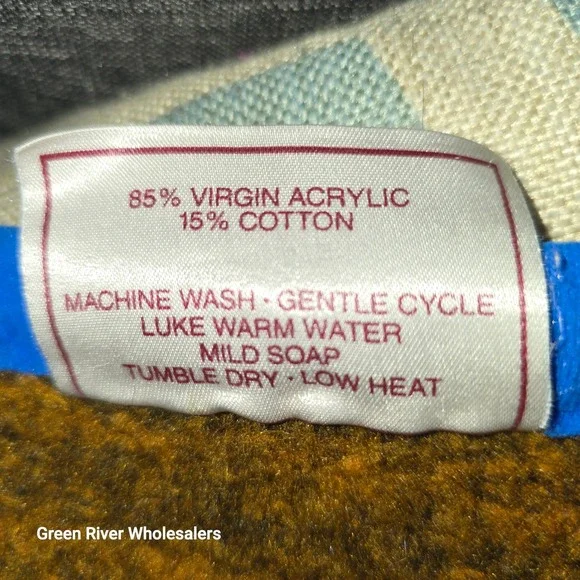 85% VIRGIN ACRYLIC
15% COTTON
MACHINE WASH · GENTLE CYCLE
LUKE WARM WATER
MILD SOAP
TUMBLE DRY · LOW HEAT
Green River Wholesalers